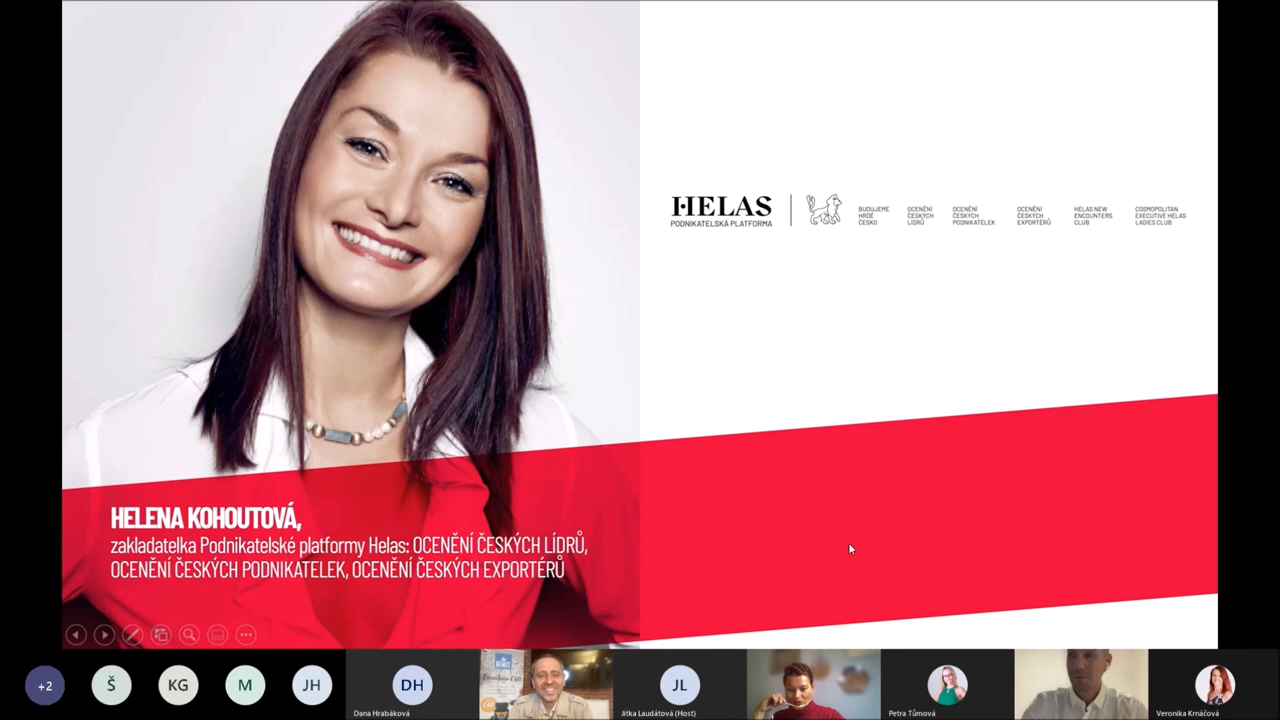 HELAS
PODNIKATELSKÁ PLATFORMA
BUDUJEME
HRDÉ
ČESKO
OCENĚNÍ
ČESKÝCH
LÍDRŮ
OCENĚNÍ
ČESKÝCH
PODNIKATELEK
OCENĚNÍ
ČESKÝCH
EXPORTÉRŮ
HELAS NEW
ENCOUNTERS
CLUB
COSMOPOLITAN
EXECUTIVE HELAS
LADIES CLUB
HELENA KOHOUTOVÁ,
zakladatelka Podnikatelské platformy Helas: OCENĚNÍ ČESKÝCH LÍDRŮ,
OCENĚNÍ ČESKÝCH PODNIKATELEK, OCENĚNÍ ČESKÝCH EXPORTÉRŮ
+2
Š
KG
M
JH
DH
Dana Hrabáková
JL
Jitka Laudátová (Host)
Petra Tůmová
Veronika Krnáčová